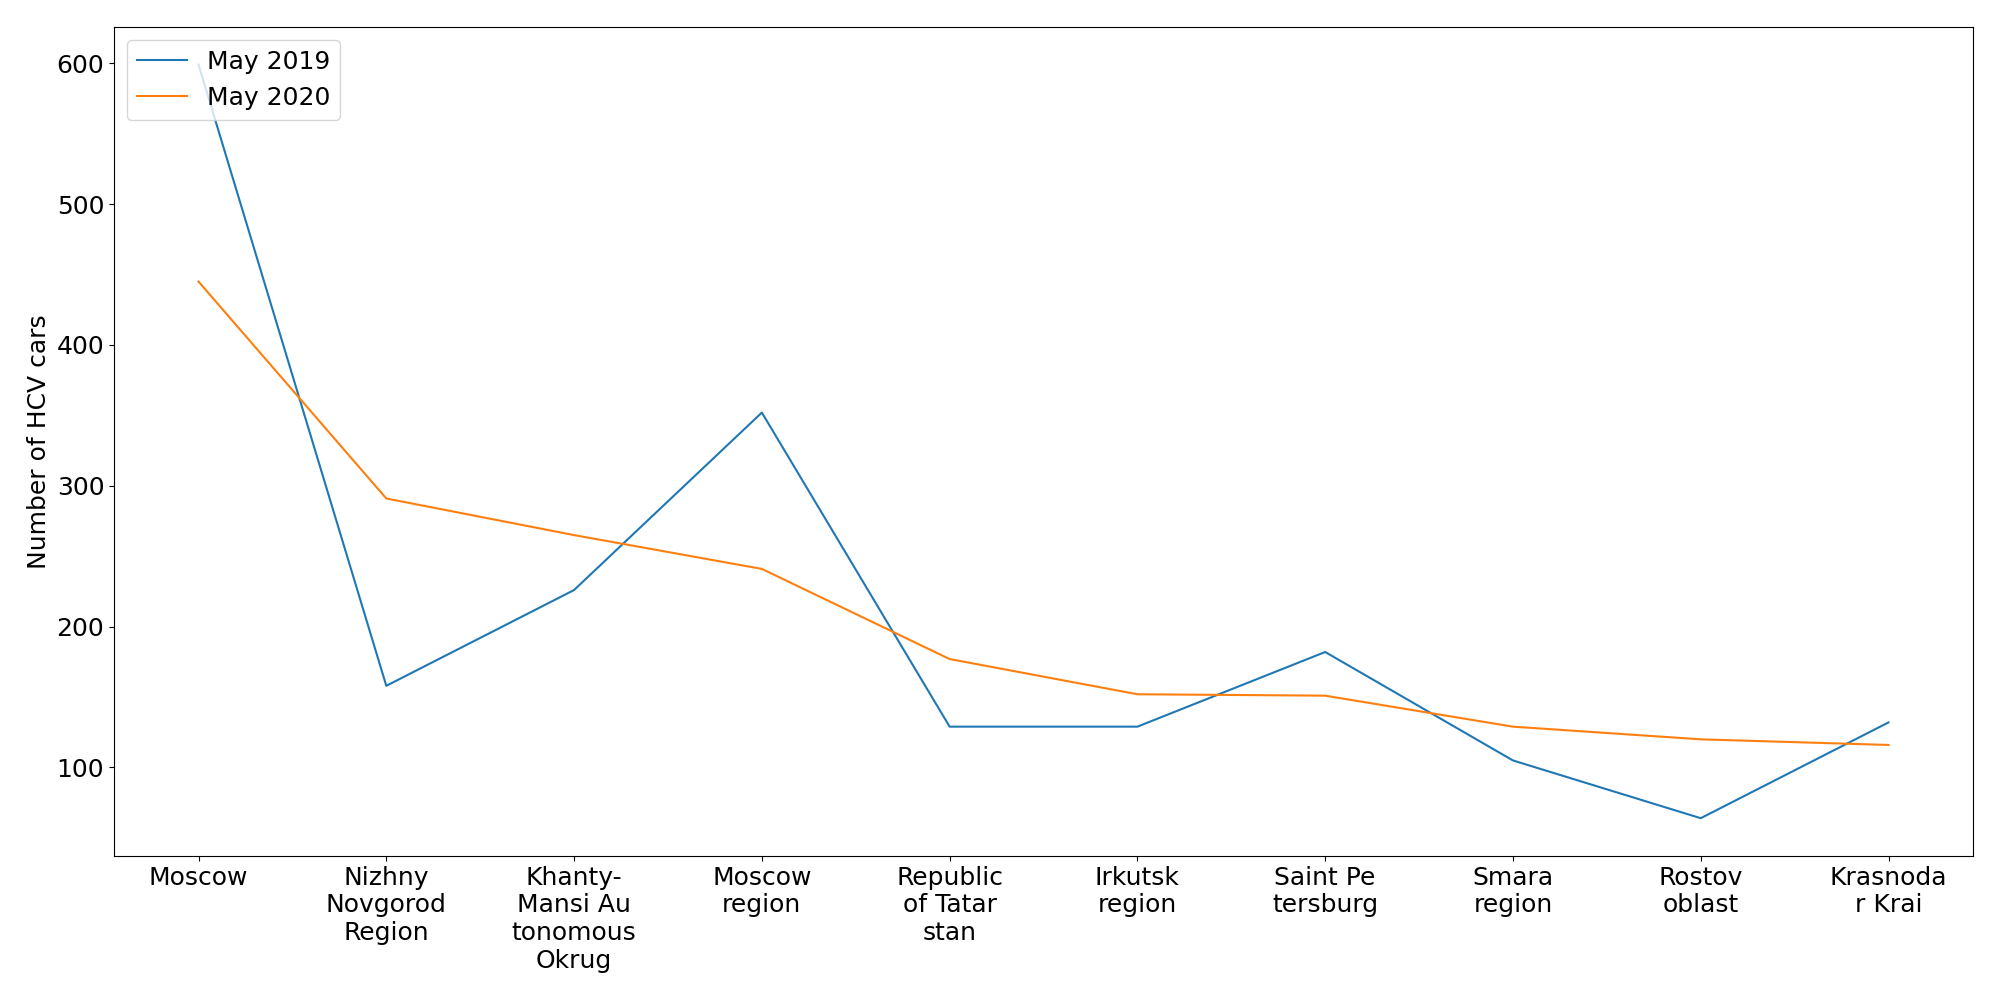 May 2019
May 2020
Number of HCV cars
600
500
400
300
200
100
Moscow
Nizhny
Novgorod
Region
Khanty-
Mansi Au
tonomous
Okrug
Moscow
region
Republic
of Tatar
stan
Irkutsk
region
Saint Pe
tersburg
Smara
region
Rostov
oblast
Krasnoda
r Krai